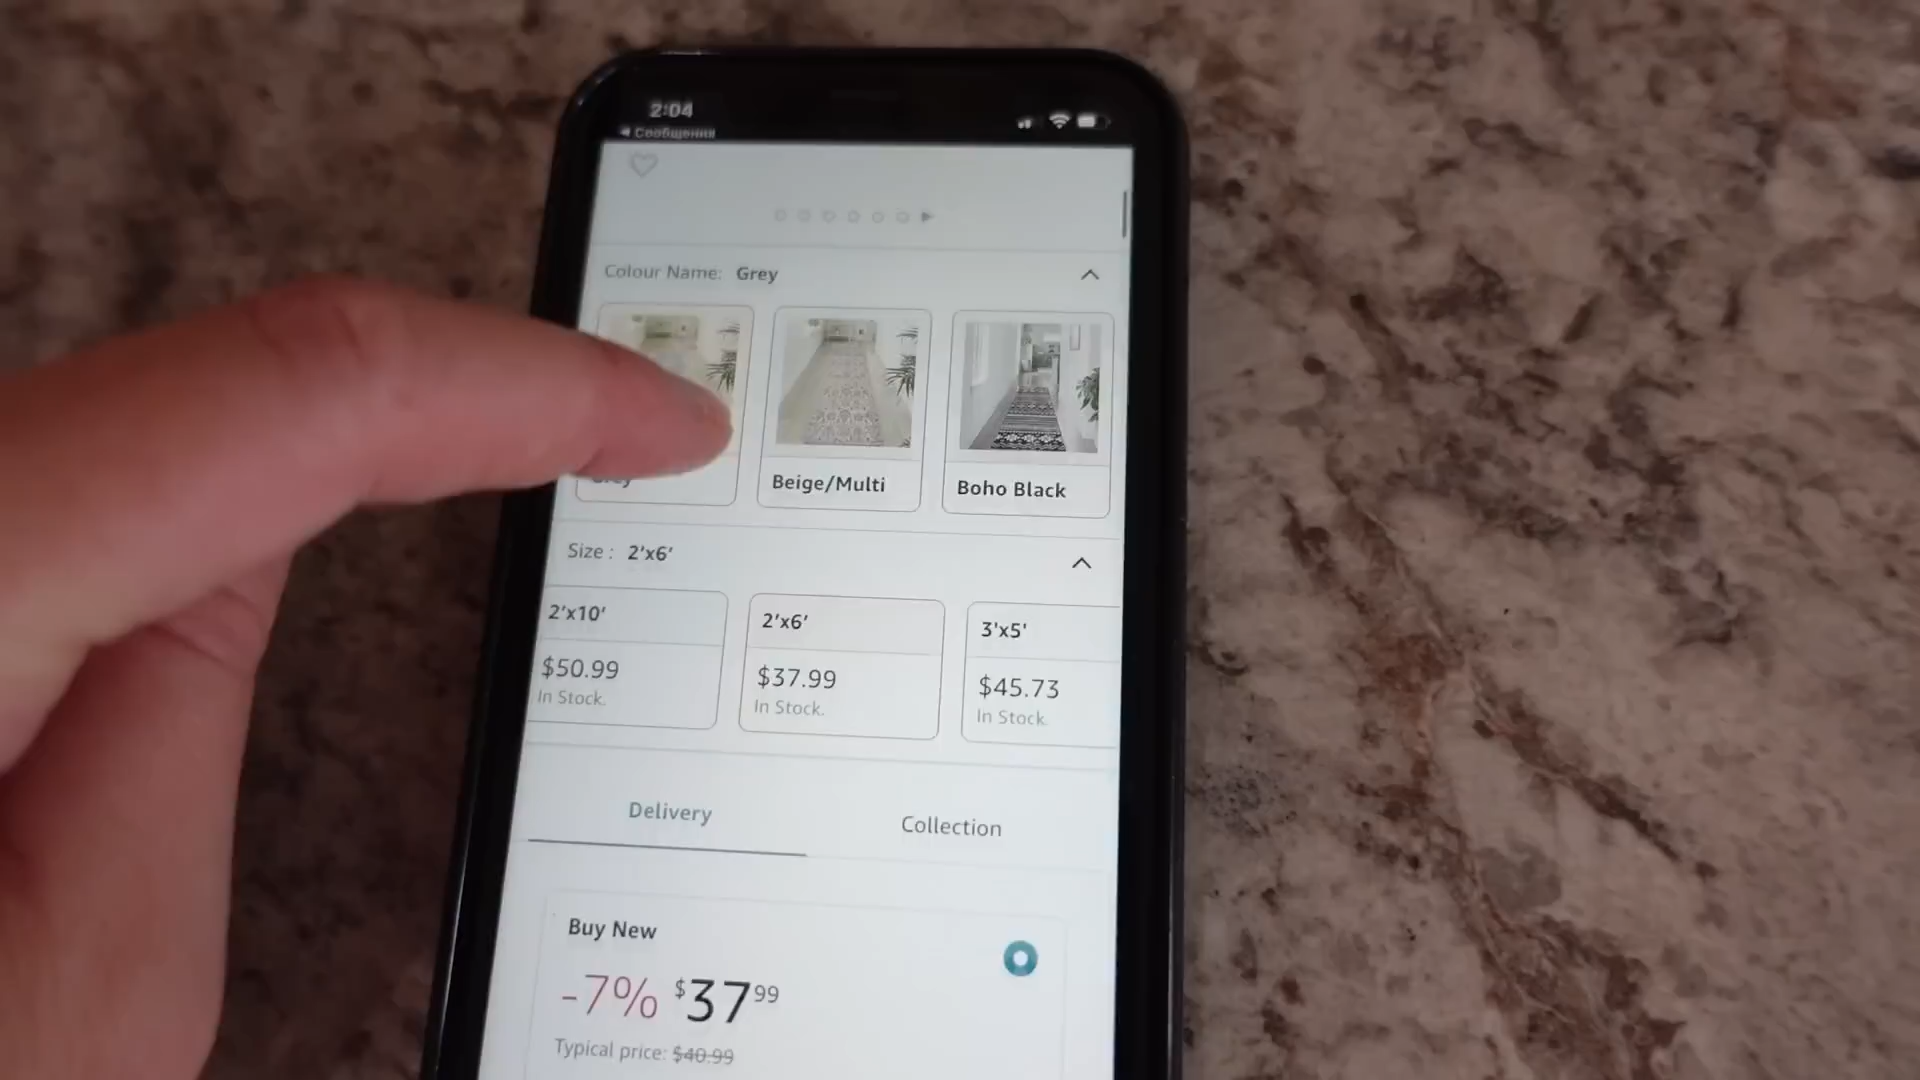 2:04
Сообщения
Colour Name: Grey
Grey
Beige/Multi
Boho Black
Size : 2'x6'
2'x10'
2'x6'
3'x5'
$50.99
$37.99
$45.73
In Stock.
In Stock.
In Stock.
Delivery
Collection
Buy New
-7% $37 99
Typical price: $40.99